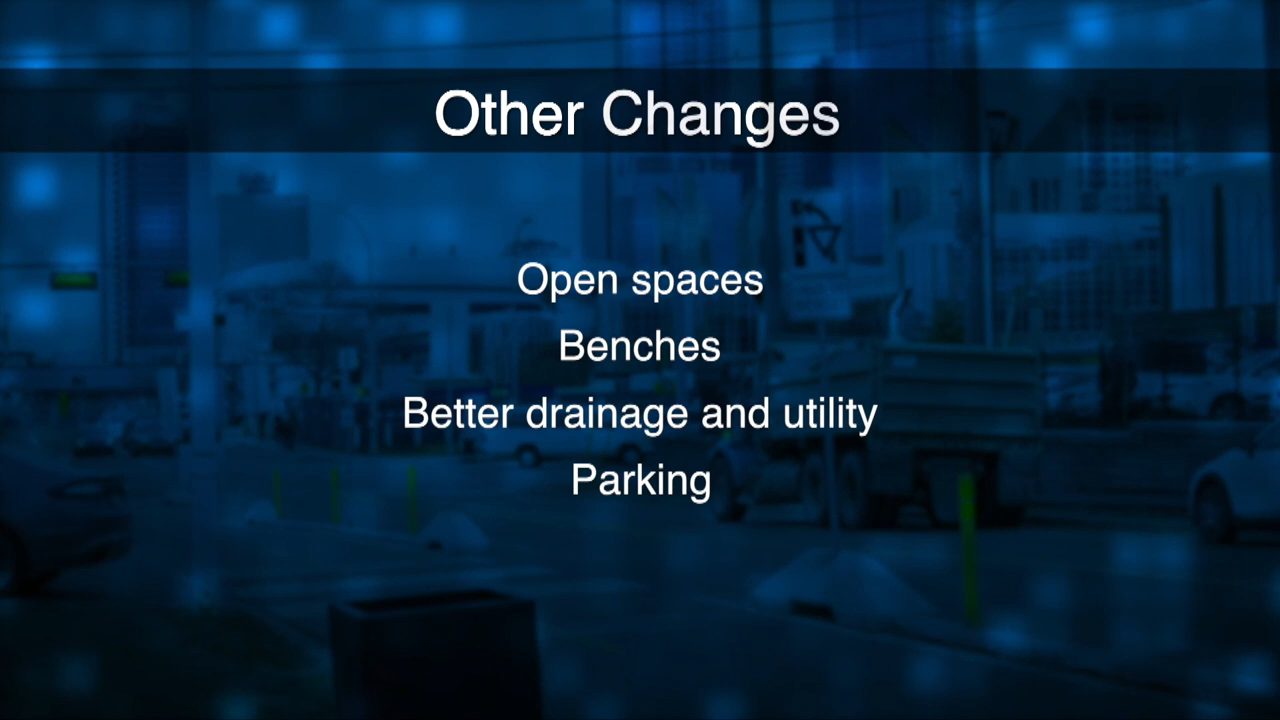 Other Changes
Open spaces
Benches
Better drainage and utility
Parking